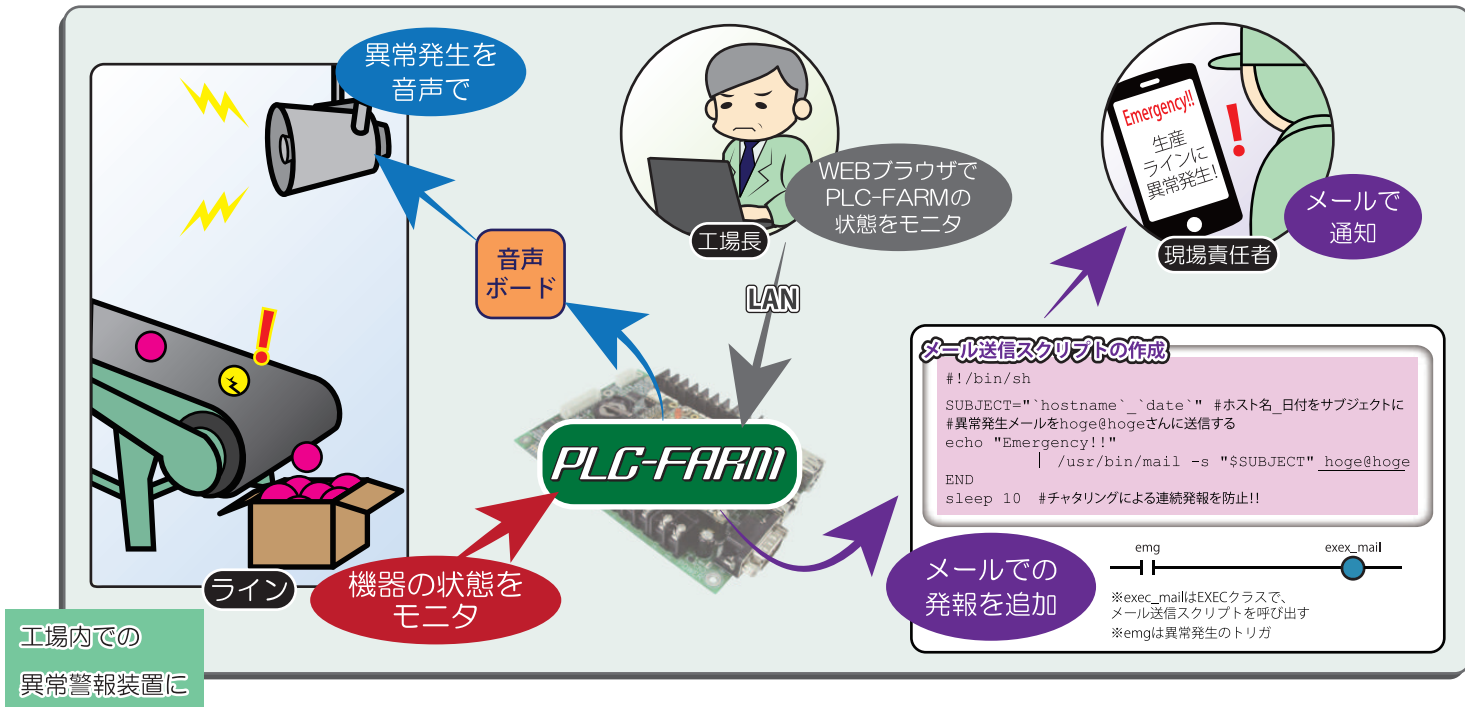 異常発生を
音声で
音声
ボード
ライン
機器の状態を
モニタ
工場内での
異常警報装置に
WEBブラウザで
PLC-FARMの
状態をモニタ
工場長
LAN
PLC-FARM
Emergency!!
生産
ラインに
異常発生!
メールで
通知
現場責任者
メール送信スクリプトの作成
#!/bin/sh
SUBJECT="`hostname`_`date`" #ホスト名_日付をサブジェクトに
#異常発生メールをhoge@hogeさんに送信する
echo "Emergency!!"
| /usr/bin/mail -s "$SUBJECT" hoge@hoge
END
sleep 10 #チャタリングによる連続発報を防止!!
メールでの
発報を追加
emg exex_mail
※exec_mailはEXECクラスで、
メール送信スクリプトを呼び出す
※emgは異常発生のトリガ